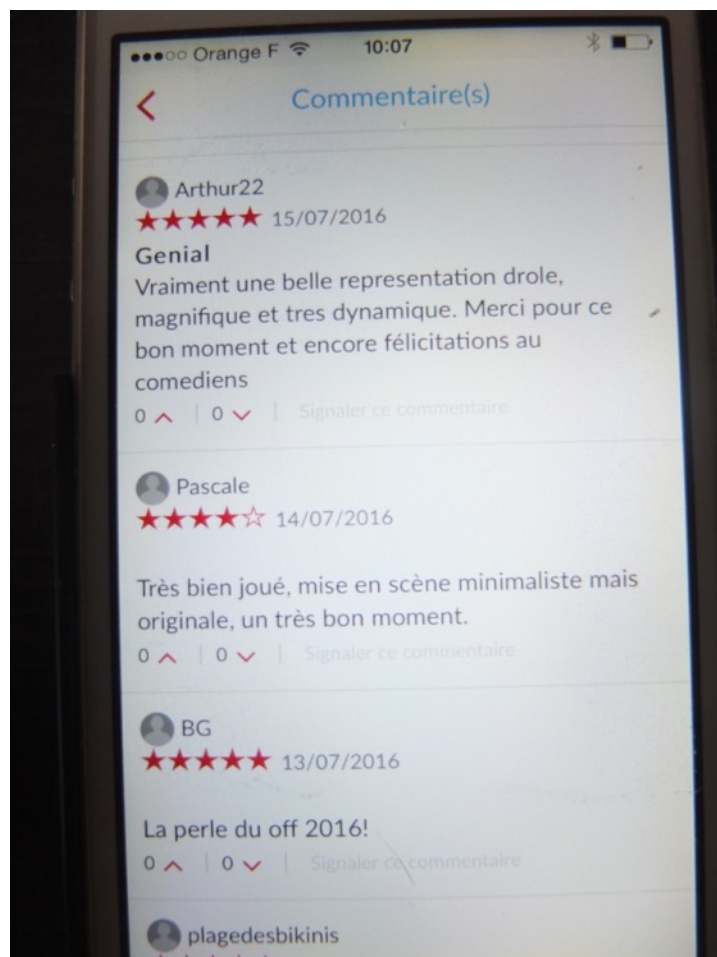 Orange F 10:07
Commentaire(s)
Arthur22
15/07/2016
Genial
Vraiment une belle representation drole,
magnifique et tres dynamique. Merci pour ce
bon moment et encore félicitations au
comediens
0 0 Signaler ce commentaire
Pascale
14/07/2016
Très bien joué, mise en scène minimaliste mais
originale, un très bon moment.
0 0 Signaler ce commentaire
BG
13/07/2016
La perle du off 2016!
0 0 Signaler ce commentaire
plagedesbikinis